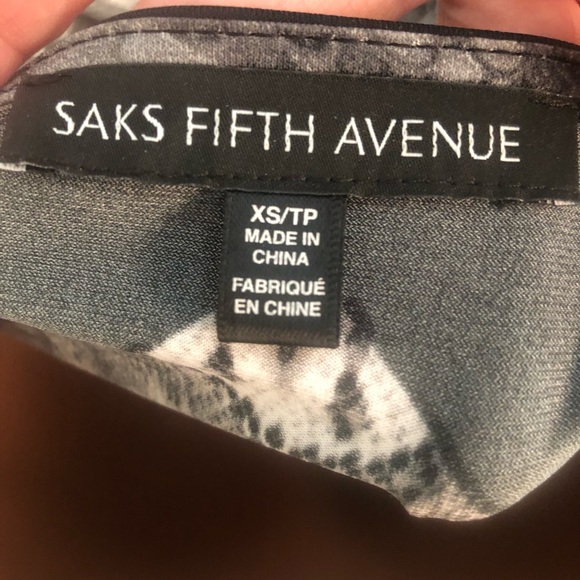 SAKS FIFTH AVENUE
XS/TP
MADE IN
CHINA
FABRIQUÉ
EN CHINE